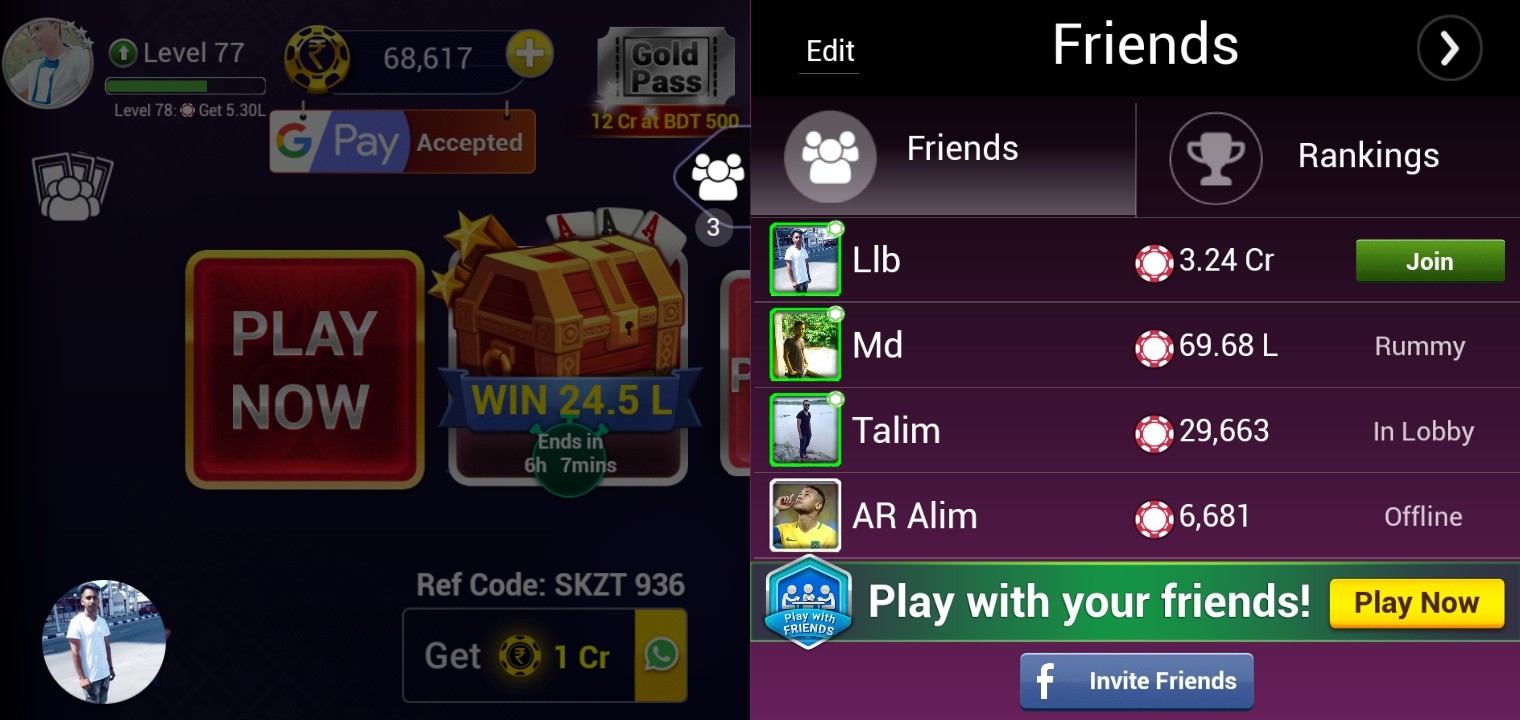 Level 77
Level 78: Get 5.30L
68,617
G Pay Accepted
Gold
Pass
12 Cr at BDT 500
3
PLAY
NOW
WIN 24.5 L
Ends in
6h 7mins
P
Ref Code: SKZT 936
Get 1 Cr
Edit
Friends
Friends
Rankings
Llb 3.24 Cr Join
Md 69.68 L Rummy
Talim 29,663 In Lobby
AR Alim 6,681 Offline
Play with
FRIENDS
Play with your friends! Play Now
f Invite Friends